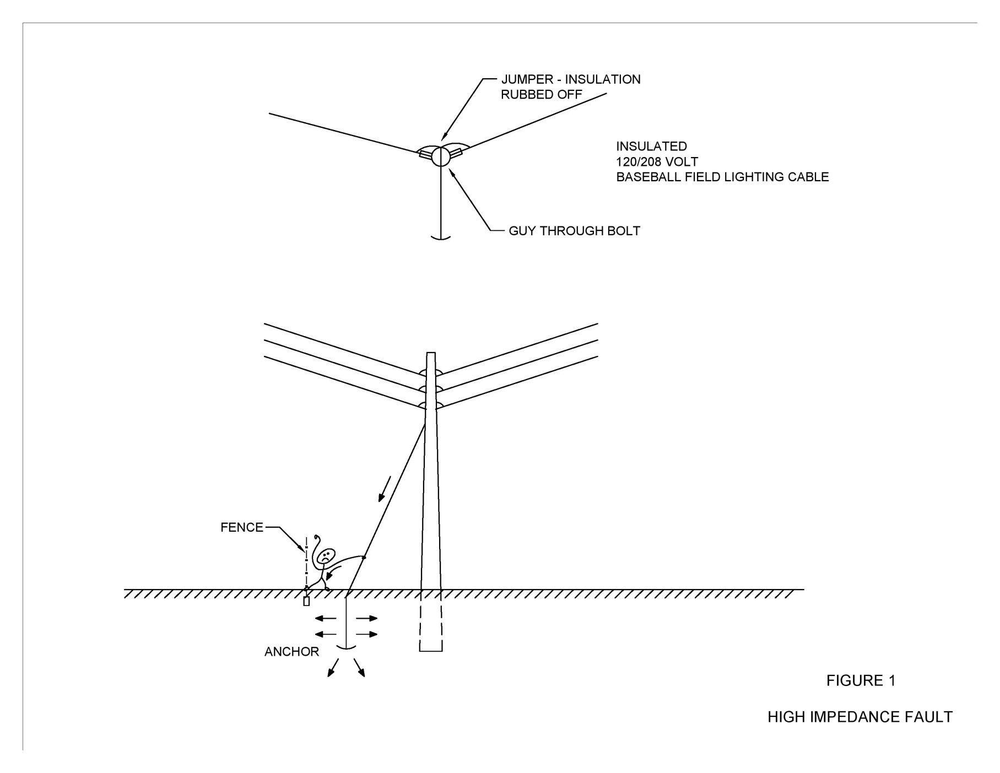 JUMPER - INSULATION
RUBBED OFF
INSULATED
120/208 VOLT
BASEBALL FIELD LIGHTING CABLE
GUY THROUGH BOLT
FENCE
ANCHOR
FIGURE 1
HIGH IMPEDANCE FAULT